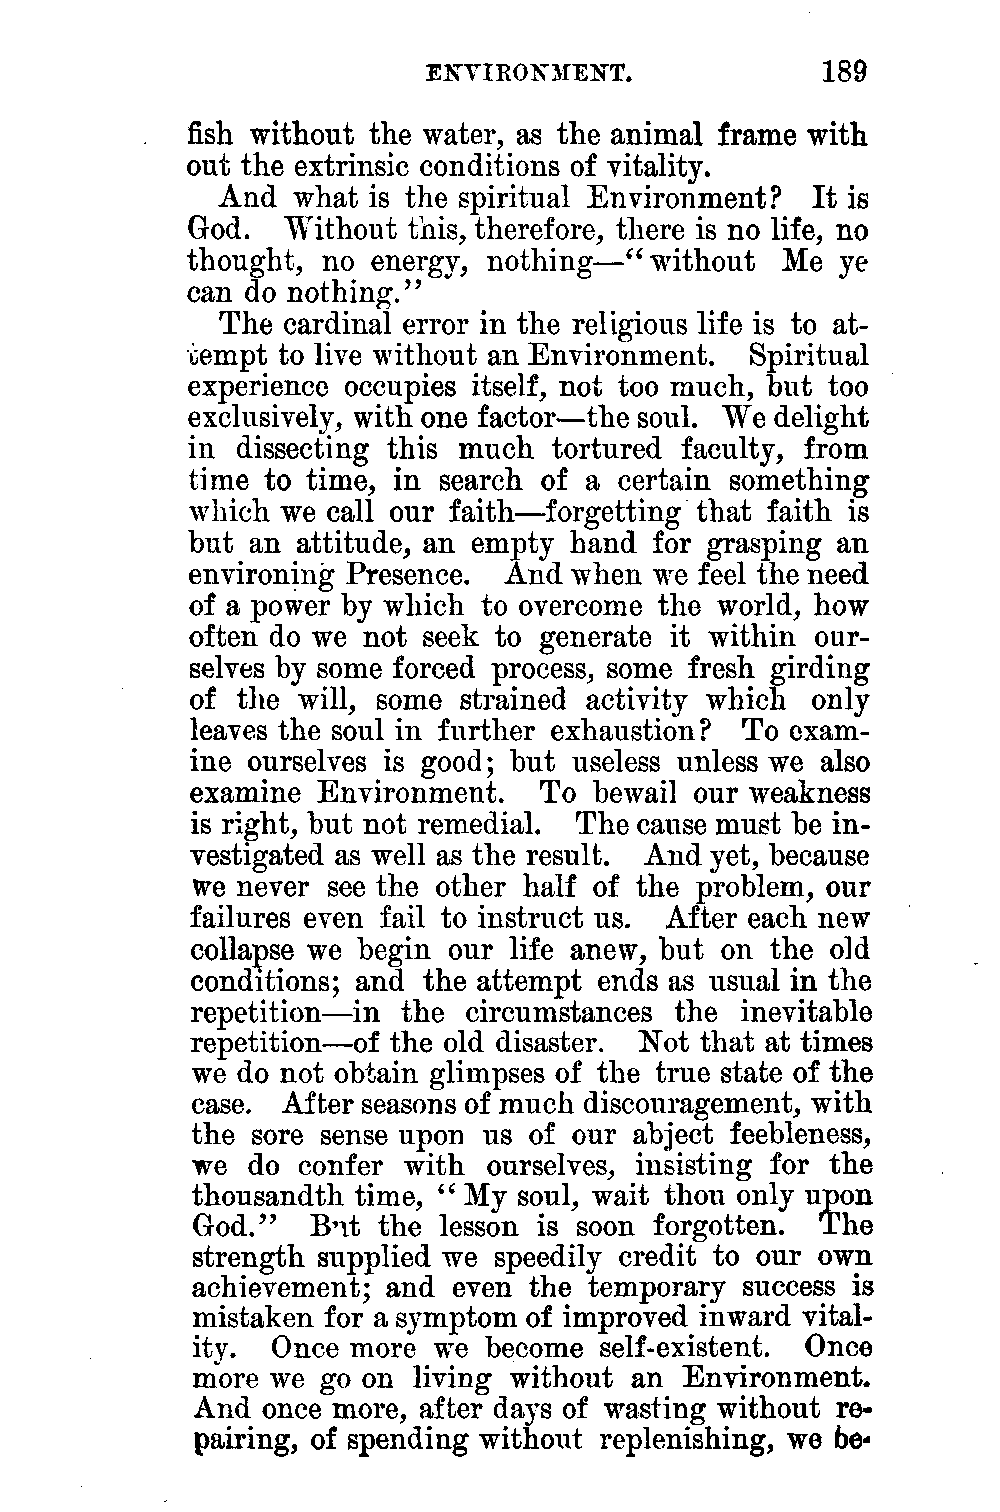 ENVIRONMENT. 189
fish without the water, as the animal frame with
out the extrinsic conditions of vitality.
And what is the spiritual Environment? It is
God. Without this, therefore, there is no life, no
thought, no energy, nothing—“without Me ye
can do nothing.”
The cardinal error in the religious life is to at-
tempt to live without an Environment. Spiritual
experience occupies itself, not too much, but too
exclusively, with one factor—the soul. We delight
in dissecting this much tortured faculty, from
time to time, in search of a certain something
which we call our faith—forgetting that faith is
but an attitude, an empty hand for grasping an
environing Presence. And when we feel the need
of a power by which to overcome the world, how
often do we not seek to generate it within our-
selves by some forced process, some fresh girding
of the will, some strained activity which only
leaves the soul in further exhaustion? To exam-
ine ourselves is good; but useless unless we also
examine Environment. To bewail our weakness
is right, but not remedial. The cause must be in-
vestigated as well as the result. And yet, because
we never see the other half of the problem, our
failures even fail to instruct us. After each new
collapse we begin our life anew, but on the old
conditions; and the attempt ends as usual in the
repetition—in the circumstances the inevitable
repetition—of the old disaster. Not that at times
we do not obtain glimpses of the true state of the
case. After seasons of much discouragement, with
the sore sense upon us of our abject feebleness,
we do confer with ourselves, insisting for the
thousandth time, “My soul, wait thou only upon
God.” But the lesson is soon forgotten. The
strength supplied we speedily credit to our own
achievement; and even the temporary success is
mistaken for a symptom of improved inward vital-
ity. Once more we become self-existent. Once
more we go on living without an Environment.
And once more, after days of wasting without re-
pairing, of spending without replenishing, we be-